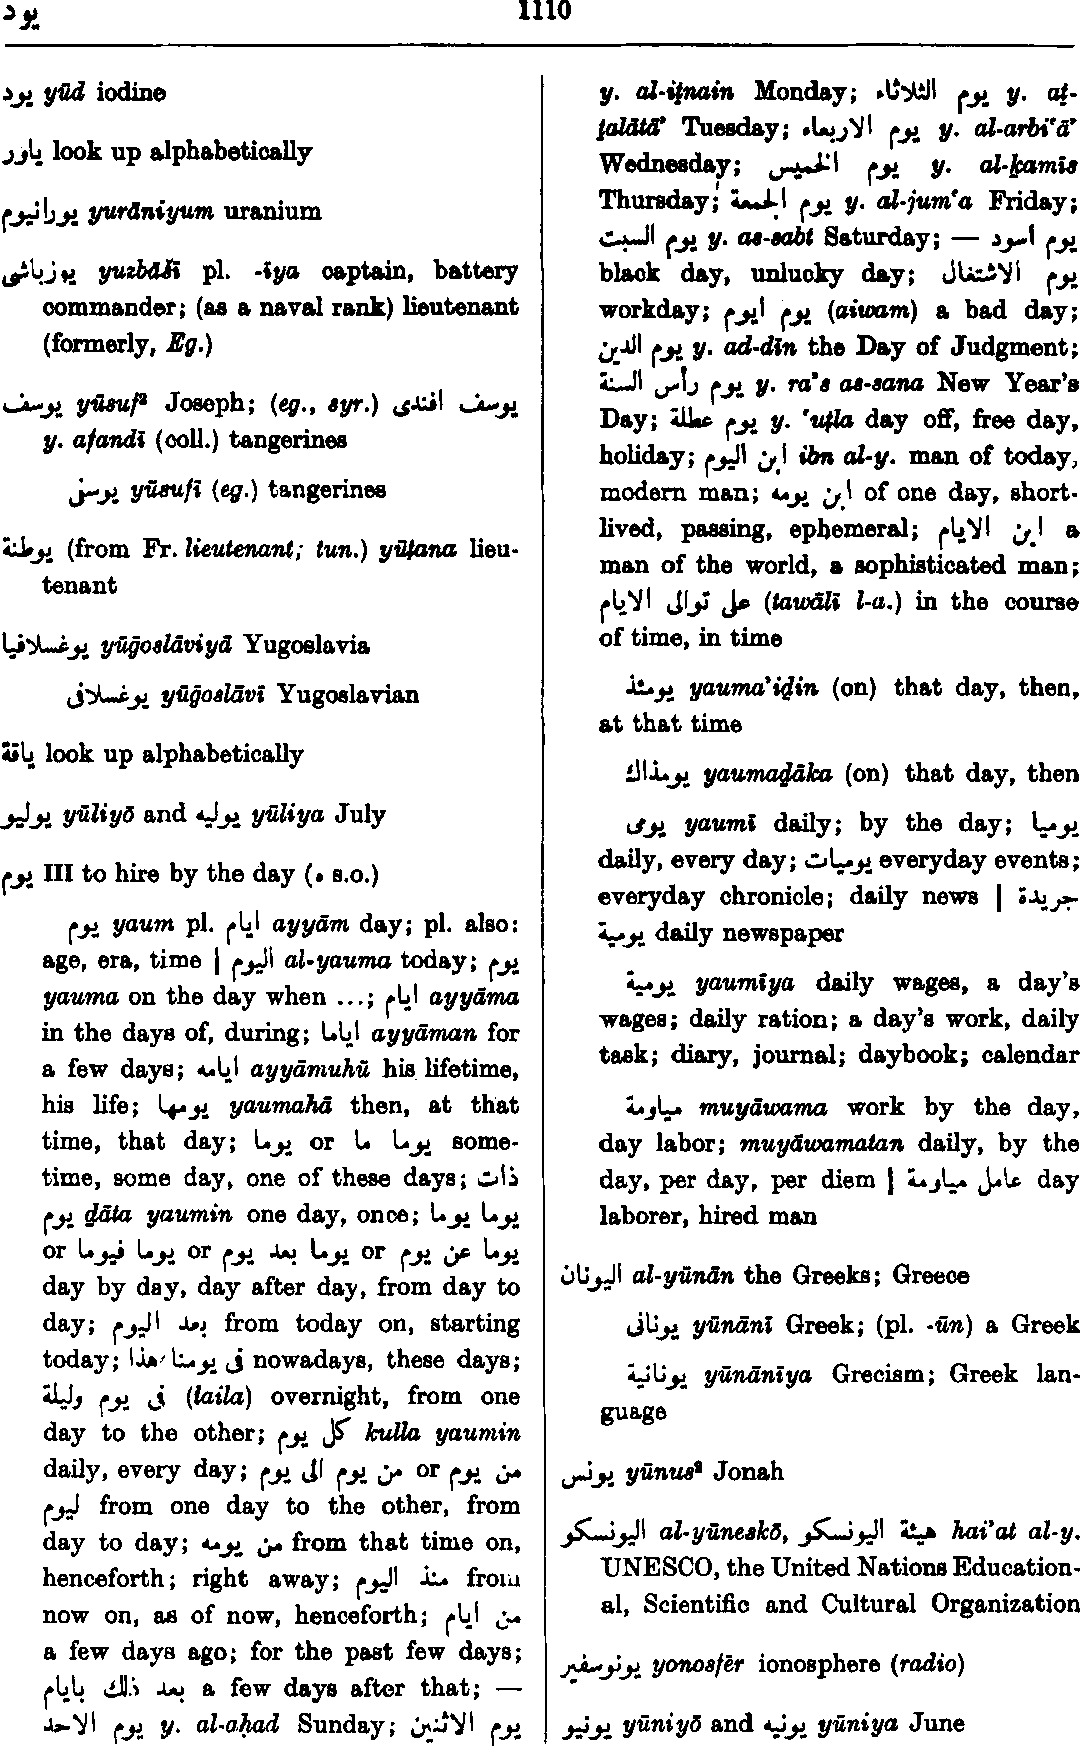 يود
1110
يود yūd iodine
ياور look up alphabetically
يورانيوم yurāniyum uranium
يوزباشى yuzbāšī pl. -īya captain, battery
commander; (as a naval rank) lieutenant
(formerly, Eg.)
يوسف yūsuf² Joseph; (eg., syr.) يوسف افندى
y. afandī (coll.) tangerines
يوسفى yūsufī (eg.) tangerines
يوطنة (from Fr. lieutenant; tun.) yūṭana lieu-
tenant
يوغسلافيا yūḡoslāviyā Yugoslavia
يوغسلافى yūḡoslāvī Yugoslavian
ياقة look up alphabetically
يوليو yūliyō and يوليه yūliya July
يوم III to hire by the day (ه s.o.)
يوم yaum pl. ايام ayyām day; pl. also:
age, era, time | اليوم al-yauma today; يوم
yauma on the day when ...; ايام ayyāma
in the days of, during; اياما ayyāman for
a few days; ايامه ayyāmuhū his lifetime,
his life; يومها yaumahā then, at that
time, that day; يوما or يوما ما some-
time, some day, one of these days; ذات
يوم ḏāta yaumin one day, once; يوما يوما
or يوما فيوما or يوما بعد يوم or يوما عن يوم
day by day, day after day, from day to
day; بعد اليوم from today on, starting
today; فى يومنا هذا nowadays, these days;
فى يوم وليلة (laila) overnight, from one
day to the other; كل يوم kulla yaumin
daily, every day; من يوم الى يوم or من يوم
ليوم from one day to the other, from
day to day; من يومه from that time on,
henceforth; right away; منذ اليوم from
now on, as of now, henceforth; من ايام
a few days ago; for the past few days;
بعد ذلك بايام a few days after that; —
يوم الاحد y. al-aḥad Sunday; يوم الاثنين
y. al-iṯnain Monday; يوم الثلاثاء y. aṯ-
ṯalāṯāʾ Tuesday; يوم الاربعاء y. al-arbiʿāʾ
Wednesday; يوم الخميس y. al-ḵamīs
Thursday; يوم الجمعة y. al-jumʿa Friday;
يوم السبت y. as-sabt Saturday; — يوم اسود
black day, unlucky day; يوم الاشتغال
workday; يوم ايوم (aiwam) a bad day;
يوم الدين y. ad-dīn the Day of Judgment;
يوم رأس السنة y. raʾs as-sana New Year's
Day; يوم عطلة y. ʿuṭla day off, free day,
holiday; ابن اليوم ibn al-y. man of today,
modern man; ابن يومه of one day, short-
lived, passing, ephemeral; ابن الايام a
man of the world, a sophisticated man;
على توالى الايام (tawālī l-a.) in the course
of time, in time
يومئذ yaumaʾiḏin (on) that day, then,
at that time
يومذاك yaumaḏāka (on) that day, then
يومى yaumī daily; by the day; يوميا
daily, every day; يوميات everyday events;
everyday chronicle; daily news | جريدة
يومية daily newspaper
يومية yaumīya daily wages, a day's
wages; daily ration; a day's work, daily
task; diary, journal; daybook; calendar
مياومة muyāwama work by the day,
day labor; muyāwamatan daily, by the
day, per day, per diem | عامل مياومة day
laborer, hired man
اليونان al-yūnān the Greeks; Greece
يونانى yūnānī Greek; (pl. -ūn) a Greek
يونانية yūnānīya Grecism; Greek lan-
guage
يونس yūnus² Jonah
اليونسكو al-yūneskō, هيئة اليونسكو haiʾat al-y.
UNESCO, the United Nations Education-
al, Scientific and Cultural Organization
يونوسفير yonosfēr ionosphere (radio)
يونيو yūniyō and يونيه yūniya June